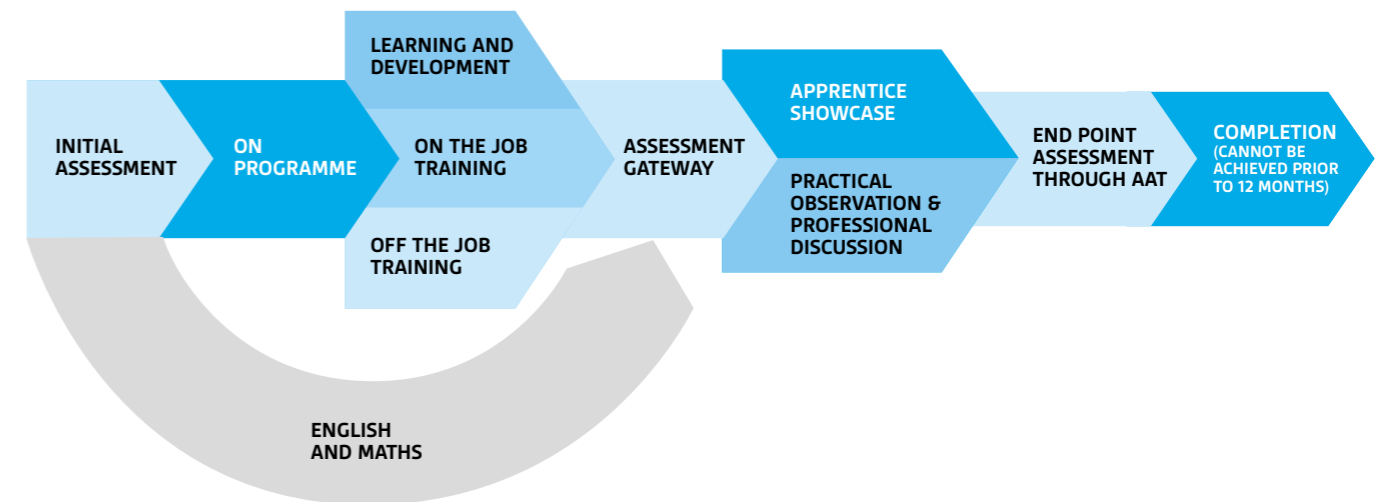 INITIAL
ASSESSMENT
ON
PROGRAMME
LEARNING AND
DEVELOPMENT
ON THE JOB
TRAINING
OFF THE JOB
TRAINING
ASSESSMENT
GATEWAY
APPRENTICE
SHOWCASE
PRACTICAL
OBSERVATION &
PROFESSIONAL
DISCUSSION
END POINT
ASSESSMENT
THROUGH AAT
COMPLETION
(CANNOT BE
ACHIEVED PRIOR
TO 12 MONTHS)
ENGLISH
AND MATHS